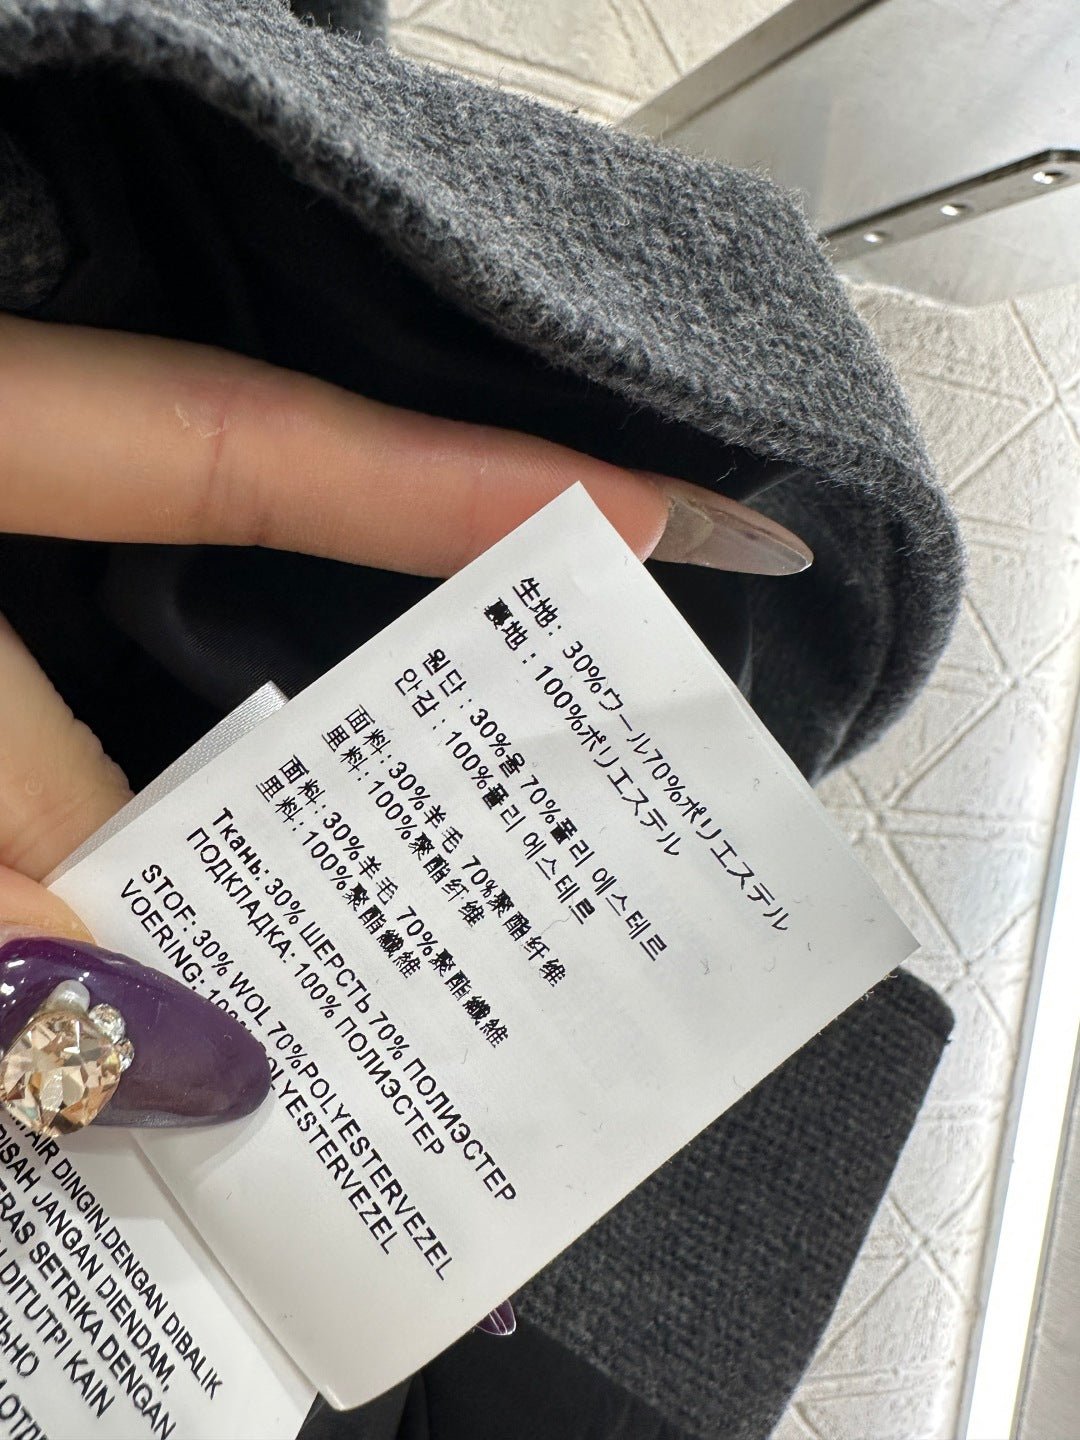 生地: 30%ウール70%ポリエステル
裏地: 100%ポリエステル
원단: 30%울 70%폴리 에스테르
안감: 100%폴리 에스테르
面料: 30%羊毛 70%聚酯纤维
里料: 100%聚酯纤维
面料: 30%羊毛 70%聚酯纖維
里料: 100%聚酯纖維
Ткань: 30% ШЕРСТЬ 70% ПОЛИЭСТЕР
ПОДКЛАДКА: 100% ПОЛИЭСТЕР
STOF: 30% WOL 70%POLYESTERVEZEL
VOERING: 100% POLYESTERVEZEL
AIR DINGIN,DENGAN DIBALIK
PISAH JANGAN DIENDAM,
SETRIKA DENGAN
DITUTPI KAIN